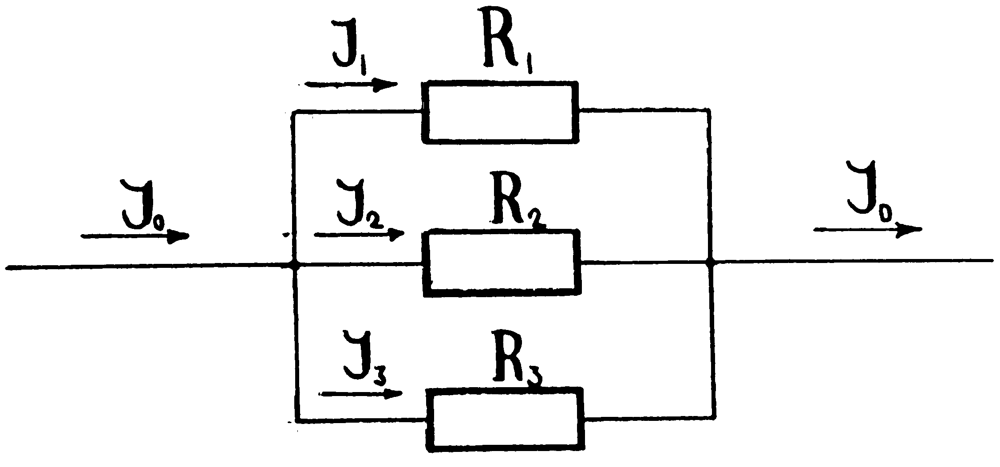 J₁ R₁
J₀ J₂ R₂ J₀
J₃ R₃